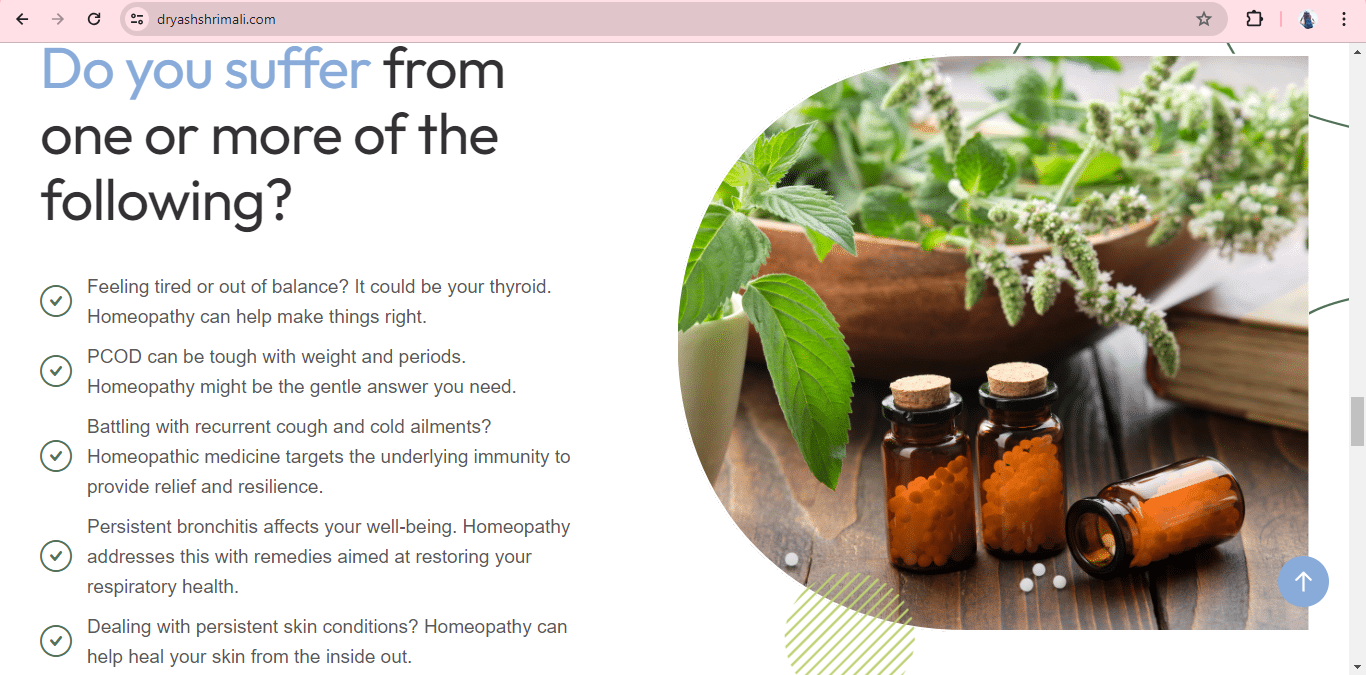 dryashshrimali.com
Do you suffer from
one or more of the
following?
Feeling tired or out of balance? It could be your thyroid.
Homeopathy can help make things right.
PCOD can be tough with weight and periods.
Homeopathy might be the gentle answer you need.
Battling with recurrent cough and cold ailments?
Homeopathic medicine targets the underlying immunity to
provide relief and resilience.
Persistent bronchitis affects your well-being. Homeopathy
addresses this with remedies aimed at restoring your
respiratory health.
Dealing with persistent skin conditions? Homeopathy can
help heal your skin from the inside out.